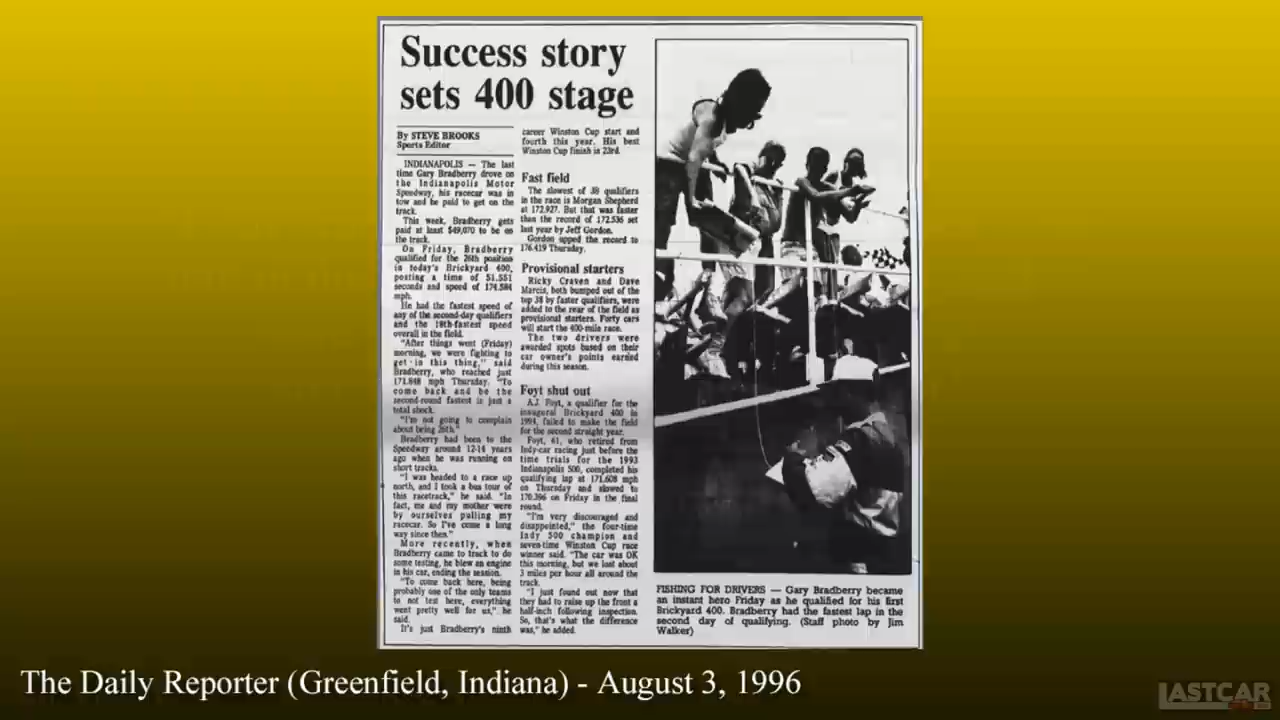 Success story
sets 400 stage
By STEVE BROOKS
Sports Editor
INDIANAPOLIS — The last
time Gary Bradberry drove on
the Indianapolis Motor
Speedway, his racecar was in
tow and he paid to get on the
track.
This week, Bradberry gets
paid at least $49,070 to be on
the track.
On Friday, Bradberry
qualified for the 26th position
in today's Brickyard 400,
posting a time of 51.551
seconds and speed of 174.584
mph.
He had the fastest speed of
any of the second-day qualifiers
and the 18th-fastest speed
overall in the field.
"After things went (Friday)
morning, we were fighting to
get in this thing," said
Bradberry, who reached just
171.848 mph Thursday. "To
come back and be the
second-round fastest is just a
total shock.
"I'm not going to complain
about being 26th."
Bradberry had been to the
Speedway around 12-14 years
ago when he was running on
short tracks.
"I was headed to a race up
north, and I took a bus tour of
this racetrack," he said. "In
fact, me and my mother were
by ourselves pulling my
racecar. So I've come a long
way since then."
More recently, when
Bradberry came to track to do
some testing, he blew an engine
in his car, ending the session.
"To come back here, being
probably one of the only teams
to not test here, everything
went pretty well for us," he
said.
It's just Bradberry's ninth
career Winston Cup start and
fourth this year. His best
Winston Cup finish is 23rd.
Fast field
The slowest of 38 qualifiers
in the race is Morgan Shepherd
at 172.927. But that was faster
than the record of 172.536 set
last year by Jeff Gordon.
Gordon upped the record to
176.419 Thursday.
Provisional starters
Ricky Craven and Dave
Marcis, both bumped out of the
top 38 by faster qualifiers, were
added to the rear of the field as
provisional starters. Forty cars
will start the 400-mile race.
The two drivers were
awarded spots based on their
car owner's points earned
during this season.
Foyt shut out
A.J. Foyt, a qualifier for the
inaugural Brickyard 400 in
1994, failed to make the field
for the second straight year.
Foyt, 61, who retired from
Indy-car racing just before the
time trials for the 1993
Indianapolis 500, completed his
qualifying lap at 171.608 mph
on Thursday and slowed to
170.396 on Friday in the final
round.
"I'm very discouraged and
disappointed," the four-time
Indy 500 champion and
seven-time Winston Cup race
winner said. "The car was OK
this morning, but we lost about
3 miles per hour all around the
track.
"I just found out now that
they had to raise up the front a
half-inch following inspection.
So, that's what the difference
was," he added.
FISHING FOR DRIVERS — Gary Bradberry became
an instant hero Friday as he qualified for his first
Brickyard 400. Bradberry had the fastest lap in the
second day of qualifying. (Staff photo by Jim
Walker)
The Daily Reporter (Greenfield, Indiana) - August 3, 1996
LASTCAR